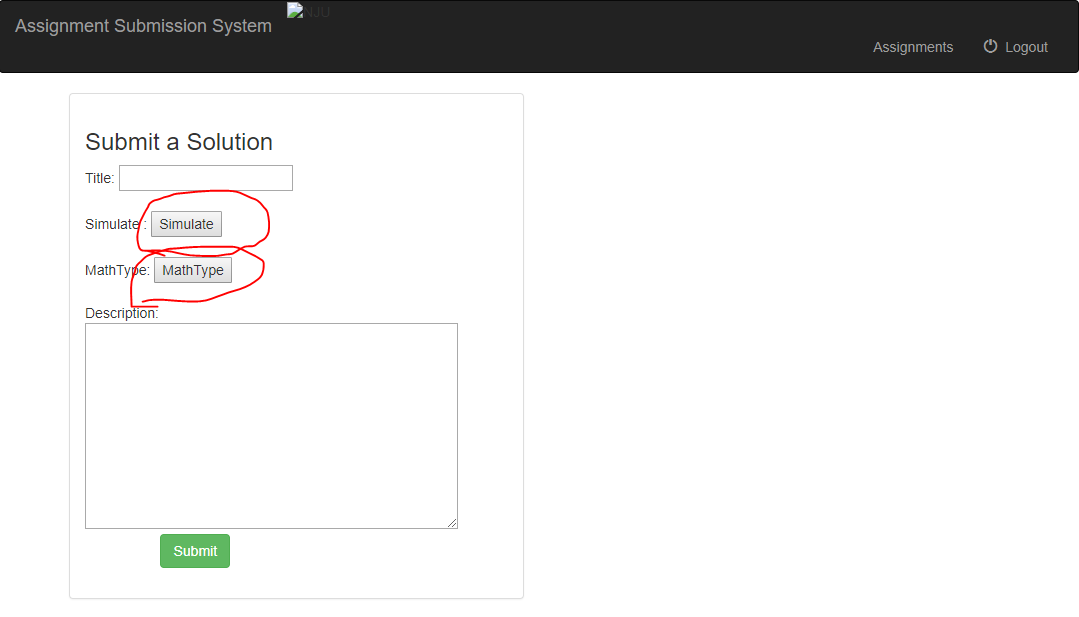 Assignment Submission System
NJU
Assignments Logout
Submit a Solution
Title:
Simulate : Simulate
MathType: MathType
Description:
Submit